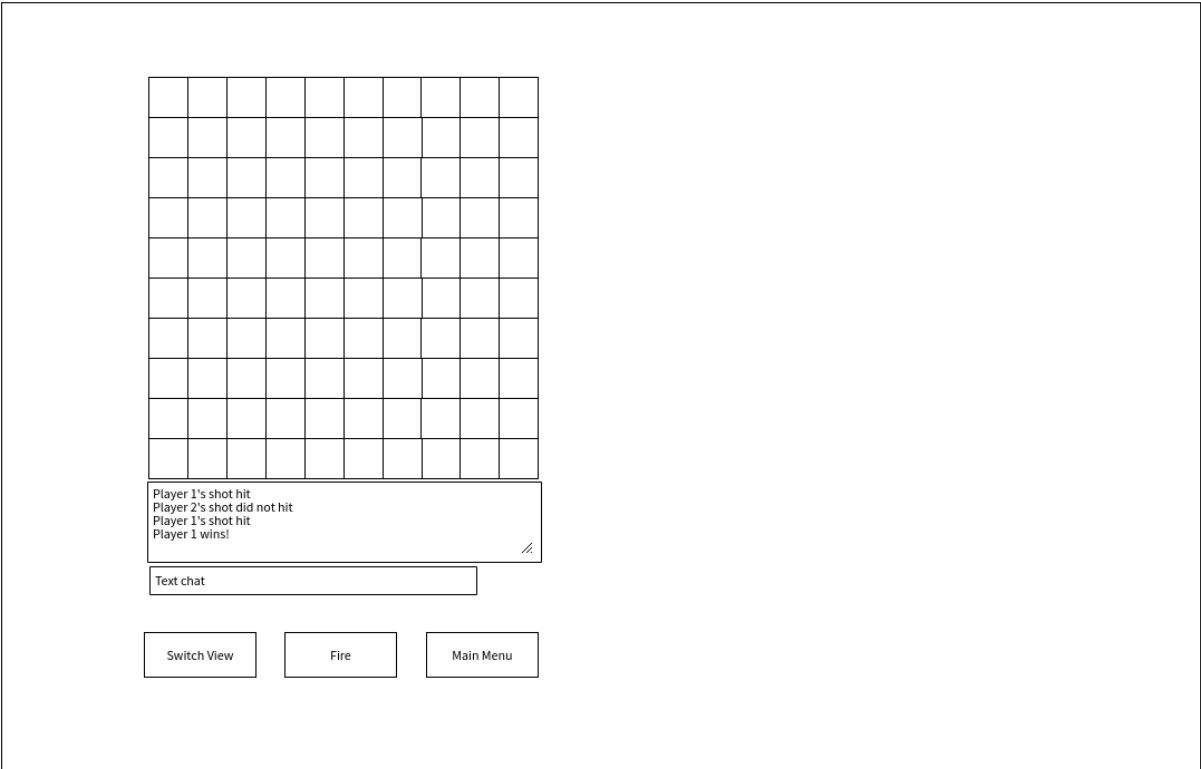 Player 1's shot hit
Player 2's shot did not hit
Player 1's shot hit
Player 1 wins!
Text chat
Switch View
Fire
Main Menu